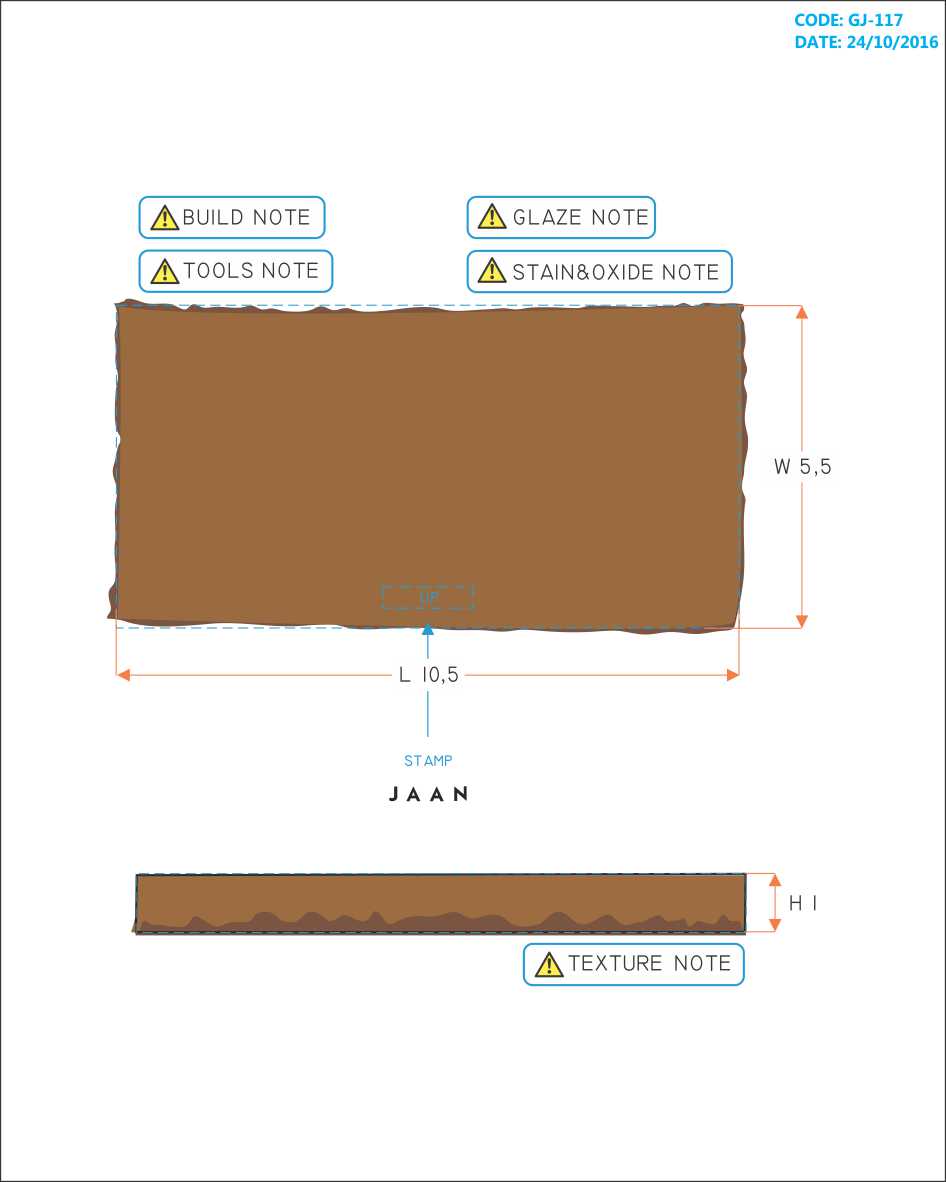 CODE: GJ-117
DATE: 24/10/2016
BUILD NOTE
GLAZE NOTE
TOOLS NOTE
STAIN&OXIDE NOTE
W 5,5
UP
L 10,5
STAMP
JAAN
H 1
TEXTURE NOTE